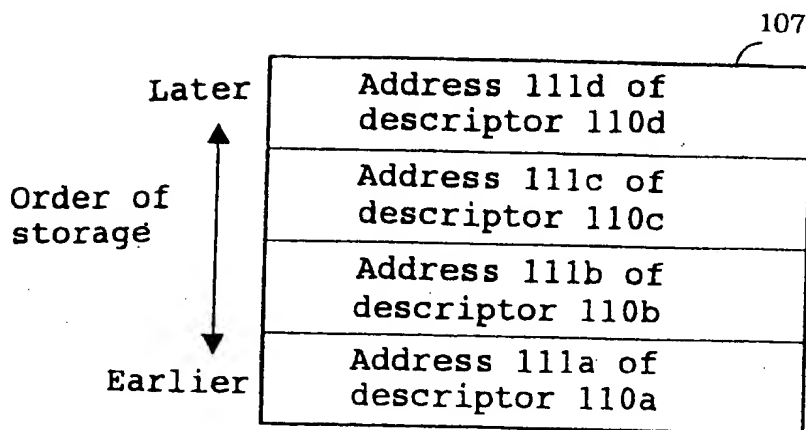 107
Later
Address 111d of
descriptor 110d
Address 111c of
descriptor 110c
Order of
storage
Address 111b of
descriptor 110b
Address 111a of
descriptor 110a
Earlier